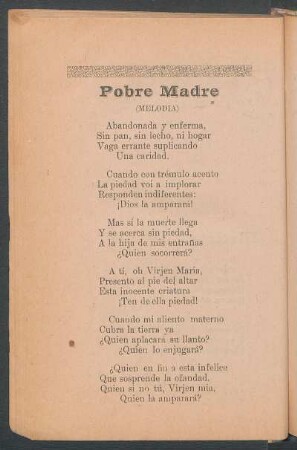 Pobre Madre
(MELODIA)
Abandonada y enferma,
Sin pan, sin lecho, ni hogar
Vaga errante suplicando
Una caridad.
Cuando con trémulo acento
La piedad voi a implorar
Responden indiferentes:
¡Dios la amparará!
Mas si la muerte llega
Y se acerca sin piedad,
A la hija de mis entrañas
¿Quien socorrerá?
A ti, oh Virjen María,
Presento al pie del altar
Esta inocente criatura
¡Ten de ella piedad!
Cuando mi aliento materno
Cubra la tierra ya
¿Quien aplacará su llanto?
¿Quien lo enjugará?
¿Quien en fin a esta infelice
Que sosprende la ofandad.
Quien si no tú, Virjen mia,
Quien la amparará?